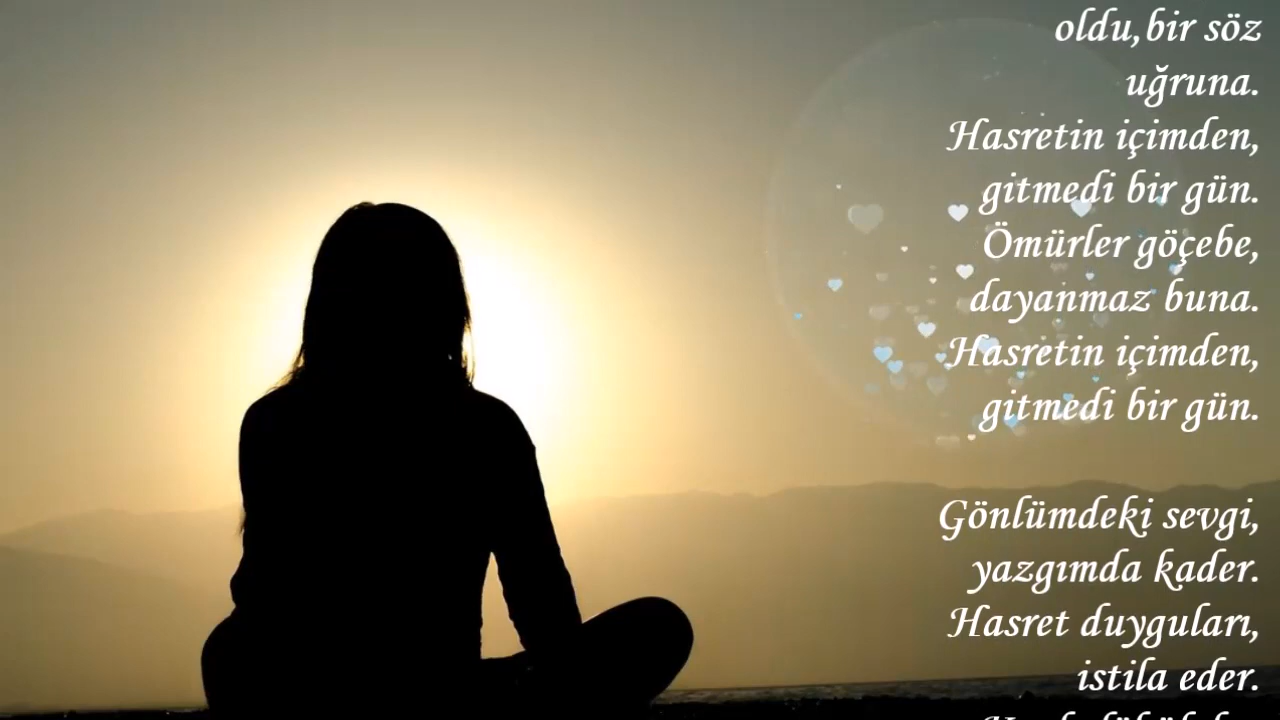 oldu,bir söz
uğruna.
Hasretin içimden,
gitmedi bir gün.
Ömürler göçebe,
dayanmaz buna.
Hasretin içimden,
gitmedi bir gün.
Gönlümdeki sevgi,
yazgımda kader.
Hasret duyguları,
istila eder.